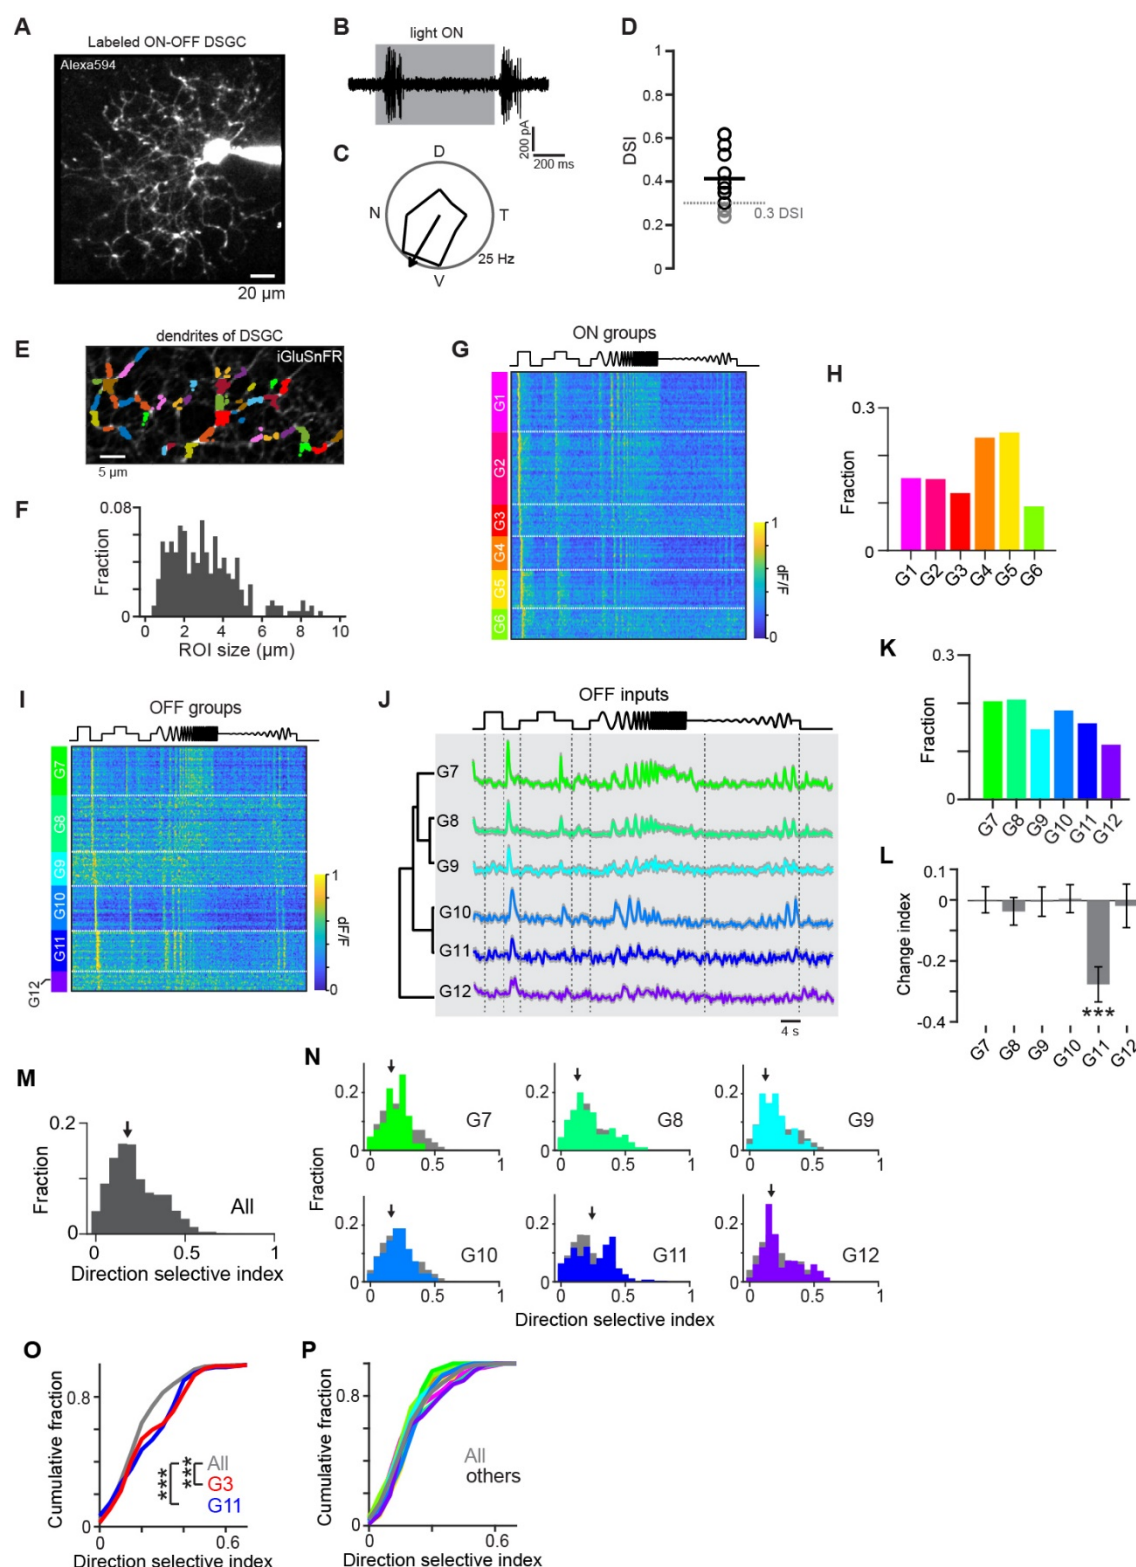 A
Labeled ON-OFF DSGC
Alexa594
20 µm
B
light ON
200 pA
200 ms
C
D
N
T
V
25 Hz
D
DSI
1
0.8
0.6
0.4
0.2
0
0.3 DSI
E
dendrites of DSGC
iGluSnFR
5 µm
F
Fraction
0.08
0
0 2 4 6 8 10
ROI size (µm)
G
ON groups
G1
G2
G3
G4
G5
G6
1
dF/F
0
H
0.3
Fraction
0
G1 G2 G3 G4 G5 G6
I
OFF groups
G7
G8
G9
G10
G11
G12
1
dF/F
0
J
OFF inputs
G7
G8
G9
G10
G11
G12
4 s
K
0.3
Fraction
0
G7 G8 G9 G10 G11 G12
L
Change index
0.1
0
-0.4
***
G7 G8 G9 G10 G11 G12
M
0.2
Fraction
0
All
0 0.5 1
Direction selective index
N
Fraction
0.2
0
G7
0 0.5 1
0.2
0
G8
0 0.5 1
0.2
0
G9
0 0.5 1
0.2
0
G10
0 0.5 1
0.2
0
G11
0 0.5 1
0.2
0
G12
0 0.5 1
Direction selective index
O
Cumulative fraction
0.8
0
***
***
All
G3
G11
0 0.6
Direction selective index
P
Cumulative fraction
0.8
0
All
others
0 0.6
Direction selective index